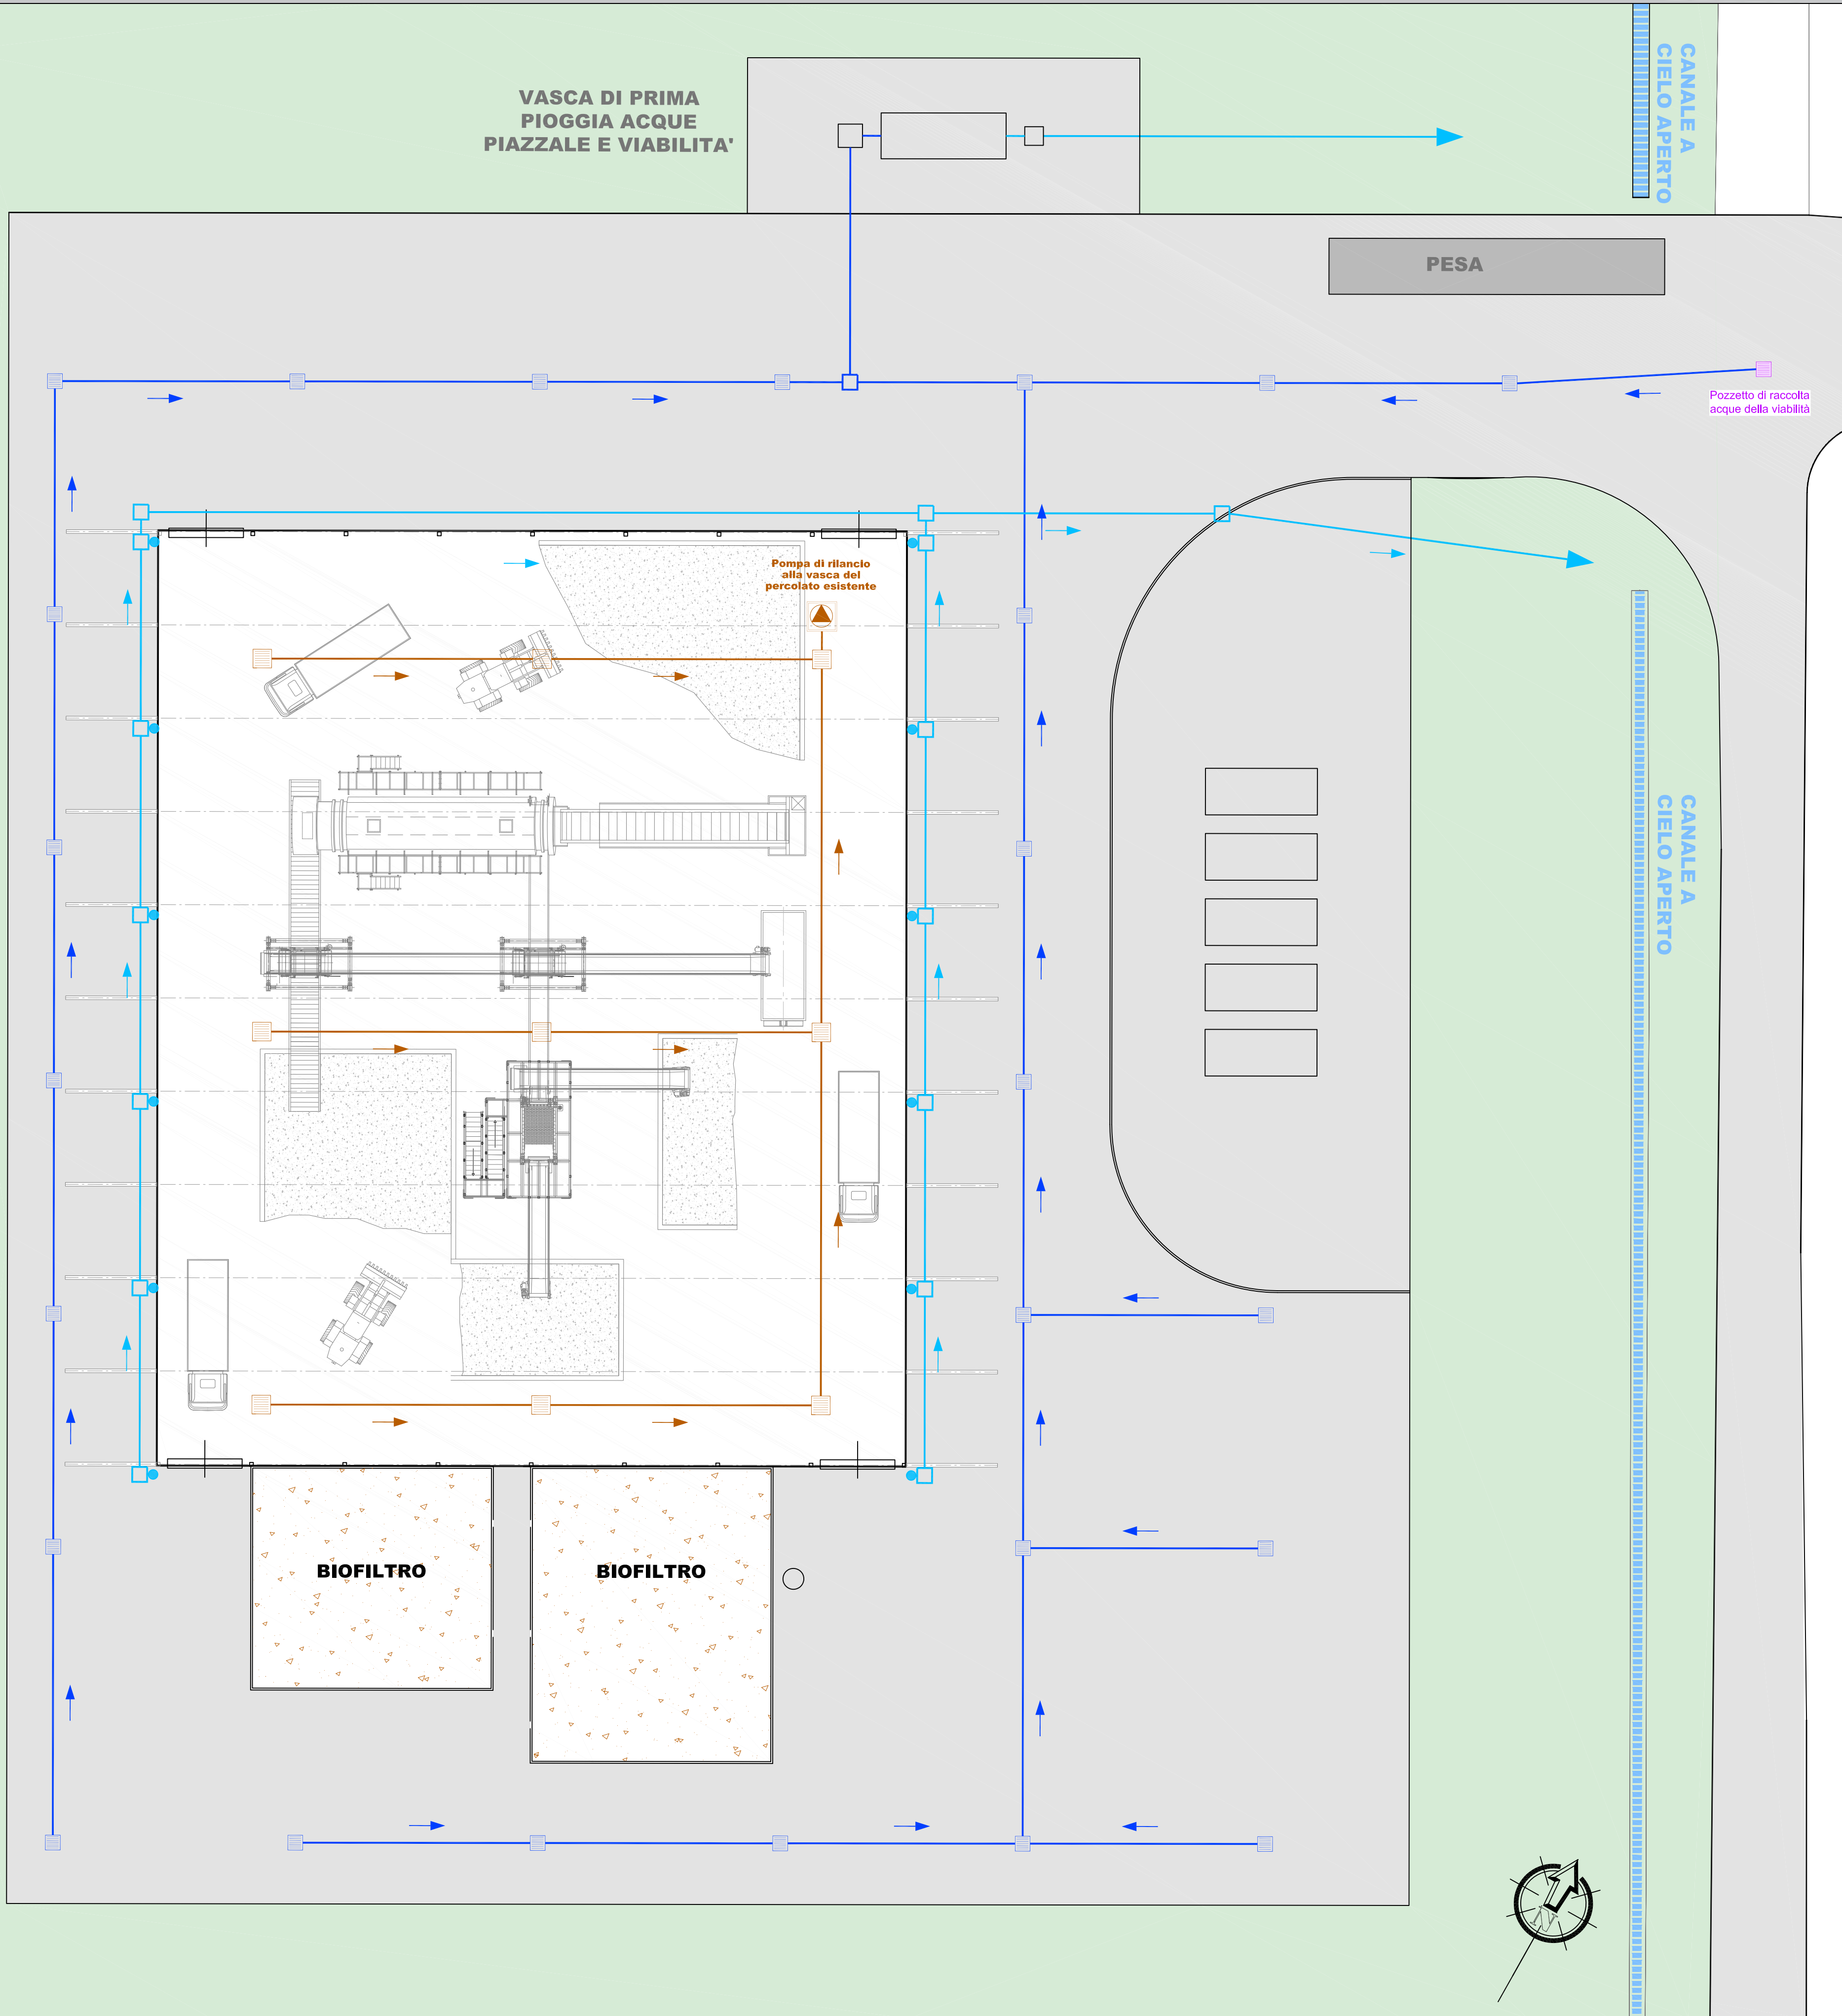 VASCA DI PRIMA
PIOGGIA ACQUE
PIAZZALE E VIABILITA'
CANALE A
CIELO APERTO
PESA
Pozzetto di raccolta
acque della viabilità
Pompa di rilancio
alla vasca del
percolato esistente
CANALE A
CIELO APERTO
BIOFILTRO
BIOFILTRO
N